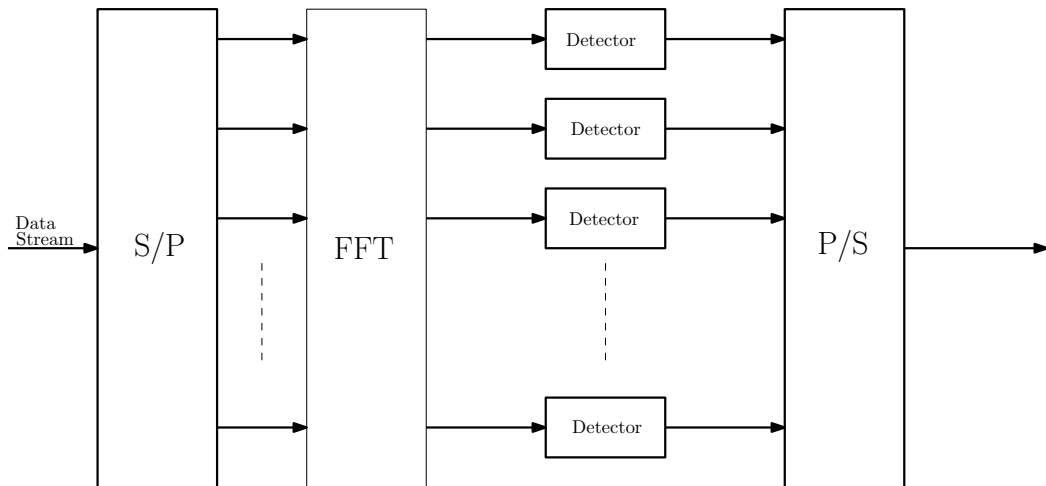 Detector
Detector
Data
Stream
S/P
FFT
Detector
P/S
Detector